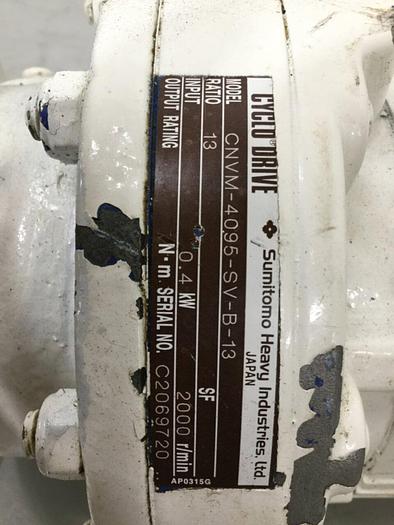 CYCLO DRIVE Sumitomo Heavy Industries, Ltd.
JAPAN
MODEL CNVM-4095-SV-B-13
RATIO 13 SF
INPUT 0.4 kW 2000 r/min
OUTPUT RATING N·m SERIAL NO. C2069720
AP0315G